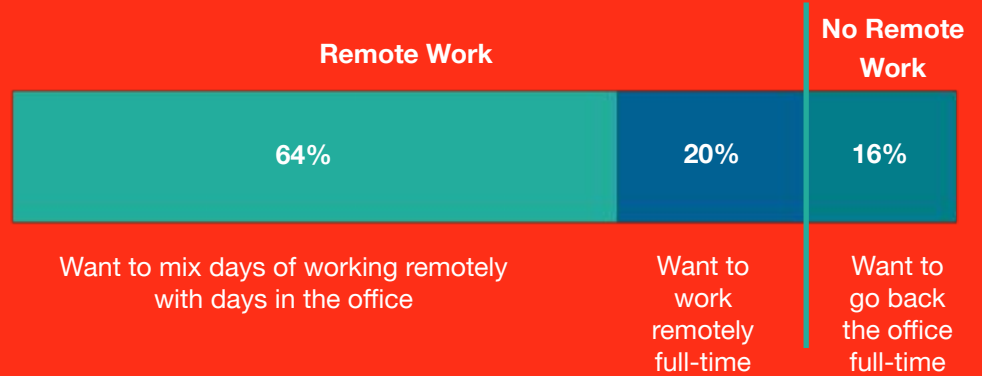 Remote Work
No Remote
Work
64%
20%
16%
Want to mix days of working remotely
with days in the office
Want to
work
remotely
full-time
Want to
go back
the office
full-time